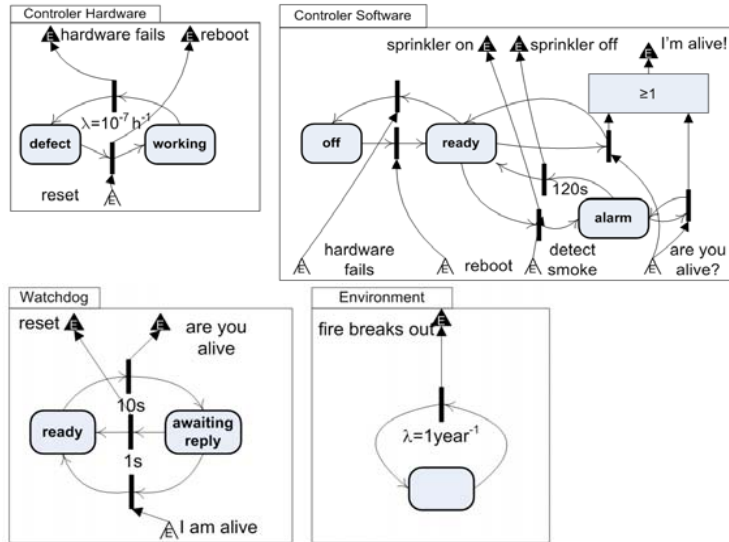 Controler Hardware
E hardware fails
E reboot
λ=10⁻⁷ h⁻¹
defect
working
reset
E
Controler Software
sprinkler on E
E sprinkler off
E I'm alive!
≥1
off
ready
120s
alarm
hardware fails
reboot
detect smoke
are you alive?
E
E
E
E
Watchdog
reset E
E
are you alive
10s
ready
awaiting reply
1s
E I am alive
Environment
fire breaks out E
λ=1year⁻¹